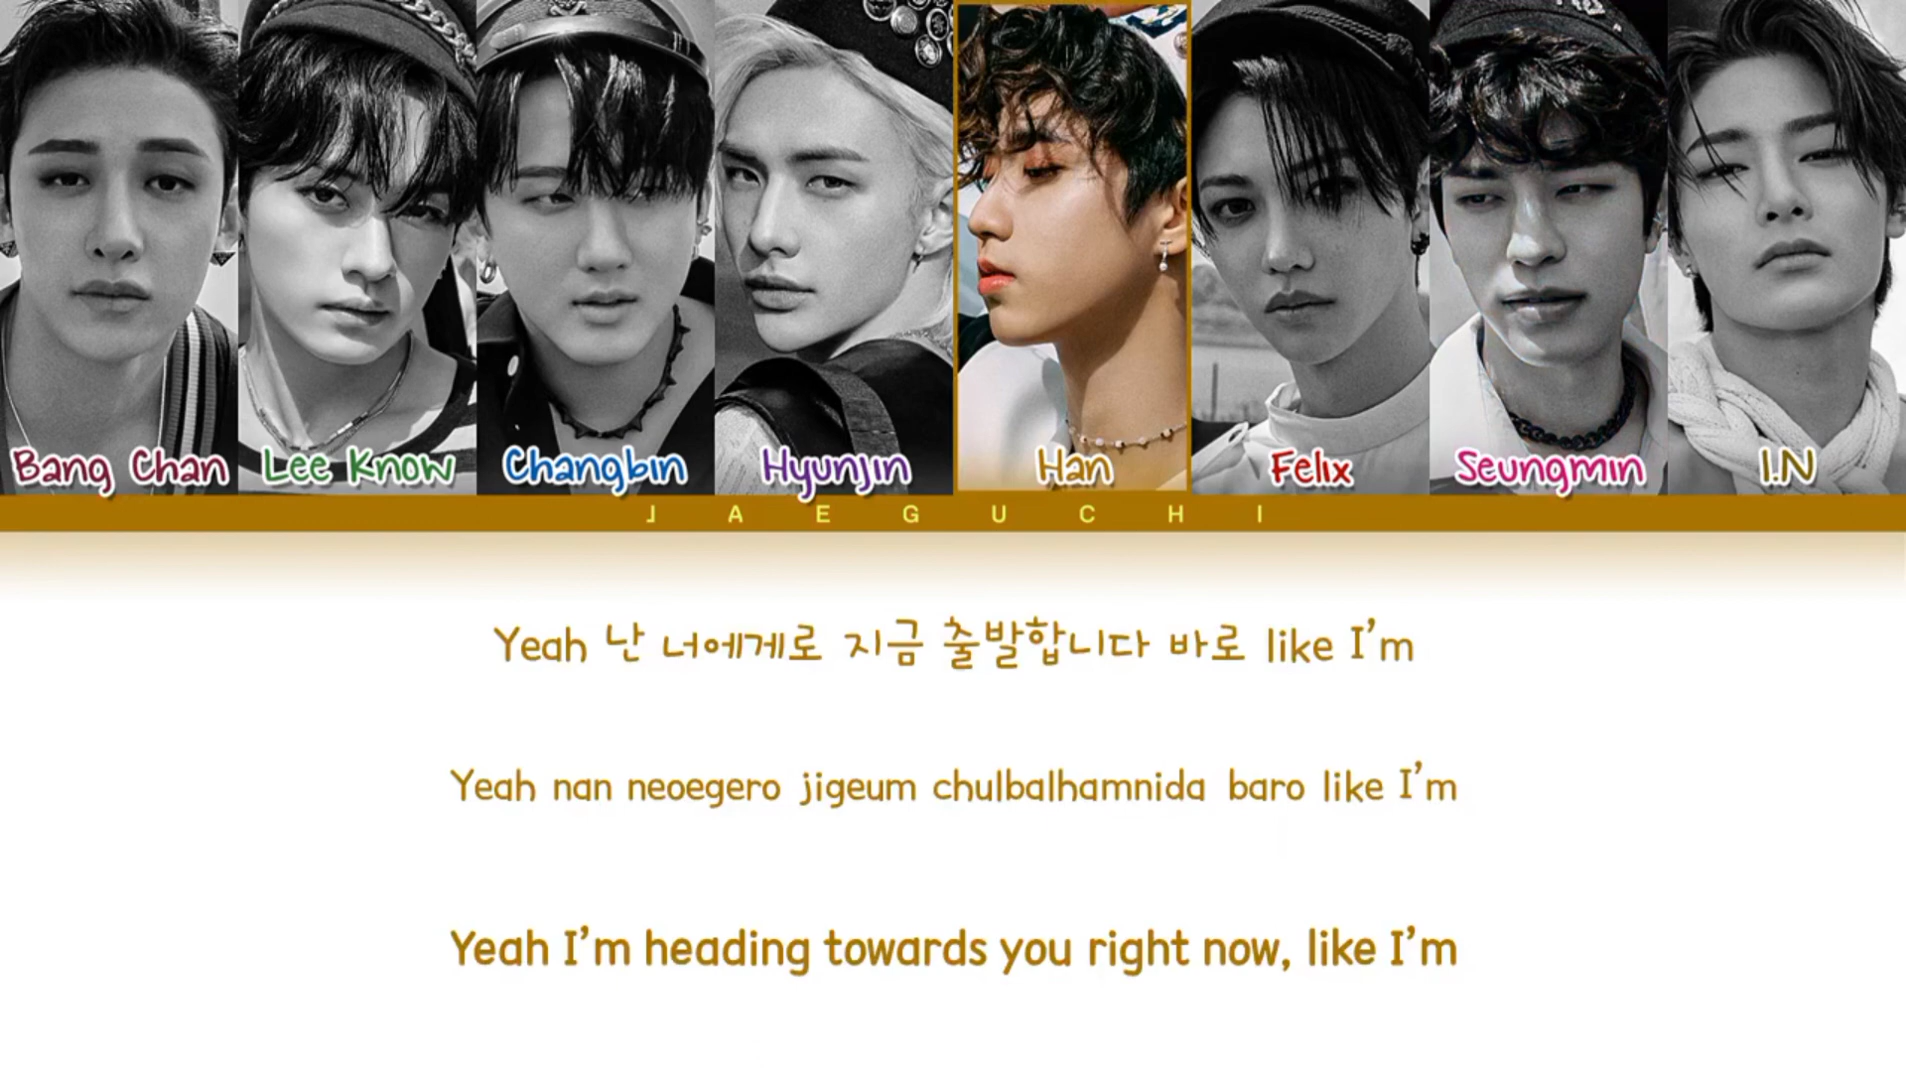 Bang Chan Lee Know Changbin Hyunjin Han Felix Seungmin I.N
JAEGUCHI
Yeah 난 너에게로 지금 출발합니다 바로 like I'm
Yeah nan neoegero jigeum chulbalhamnida baro like I'm
Yeah I'm heading towards you right now, like I'm